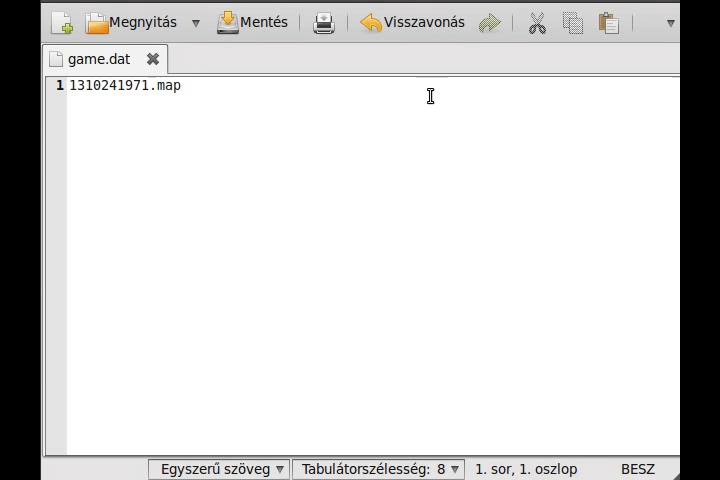 Megnyitás Mentés Visszavonás
game.dat
1 1310241971.map
Egyszerű szöveg Tabulátorszélesség: 8 1. sor, 1. oszlop BESZ